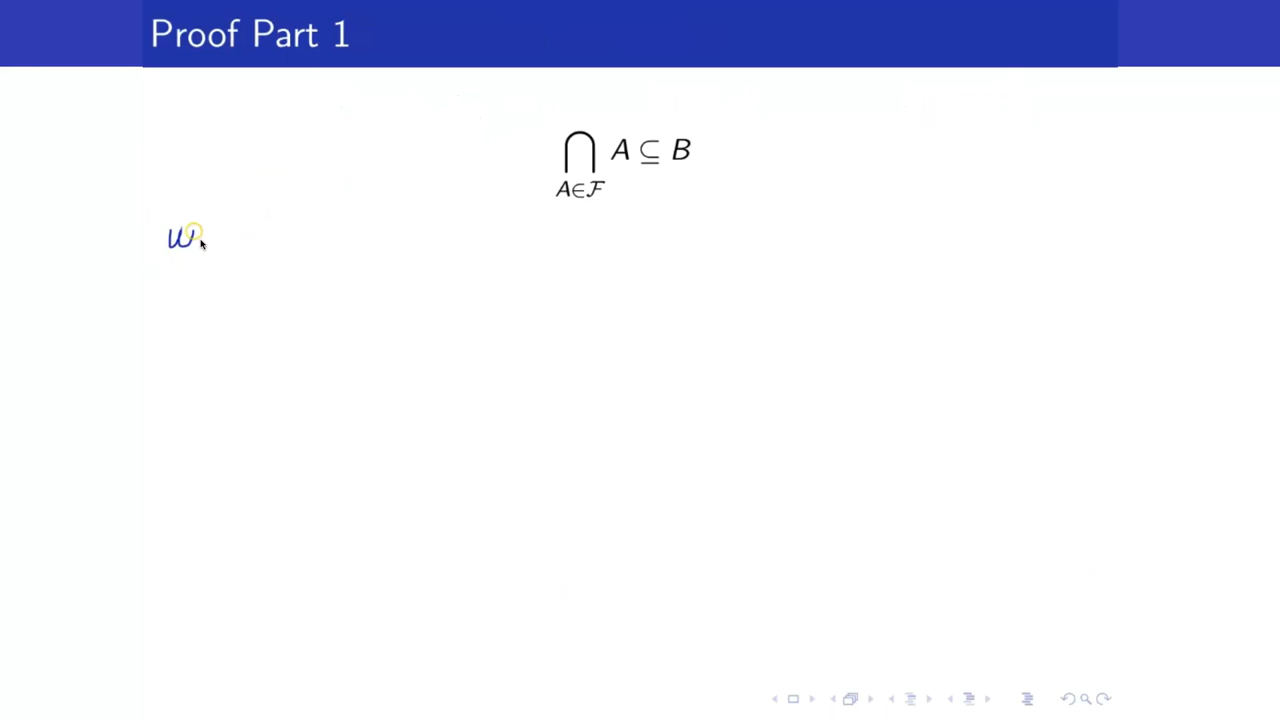 Proof Part 1
⋂ A ⊆ B
A∈ℱ
W